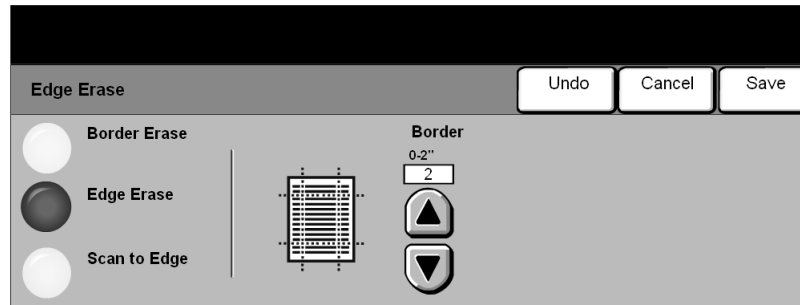 Edge Erase
Undo
Cancel
Save
Border Erase
Edge Erase
Scan to Edge
Border
0-2"
2